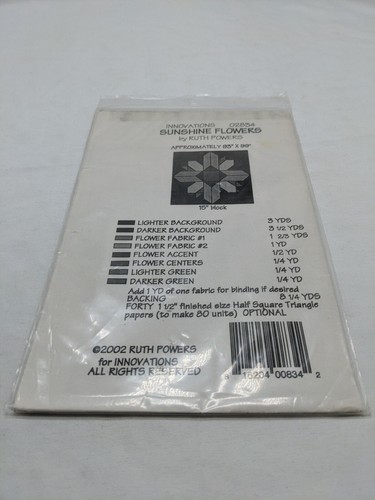 INNOVATIONS 02834
SUNSHINE FLOWERS
by RUTH POWERS
APPROXIMATELY
15" block
LIGHTER BACKGROUND 3 YDS
DARKER BACKGROUND 3 1/2 YDS
FLOWER FABRIC #1 1 2/3 YDS
FLOWER FABRIC #2 1 YD
FLOWER ACCENT 1/2 YD
FLOWER CENTERS 1/4 YD
LIGHTER GREEN 1/4 YD
DARKER GREEN 1/4 YD
Add 1 YD of one fabric for binding if desired
BACKING 8 1/4 YDS
FORTY 1 1/2" finished size Half Square Triangle
papers (to make 80 units) OPTIONAL
©2002 RUTH POWERS
for INNOVATIONS
ALL RIGHTS RESERVED
00834 2